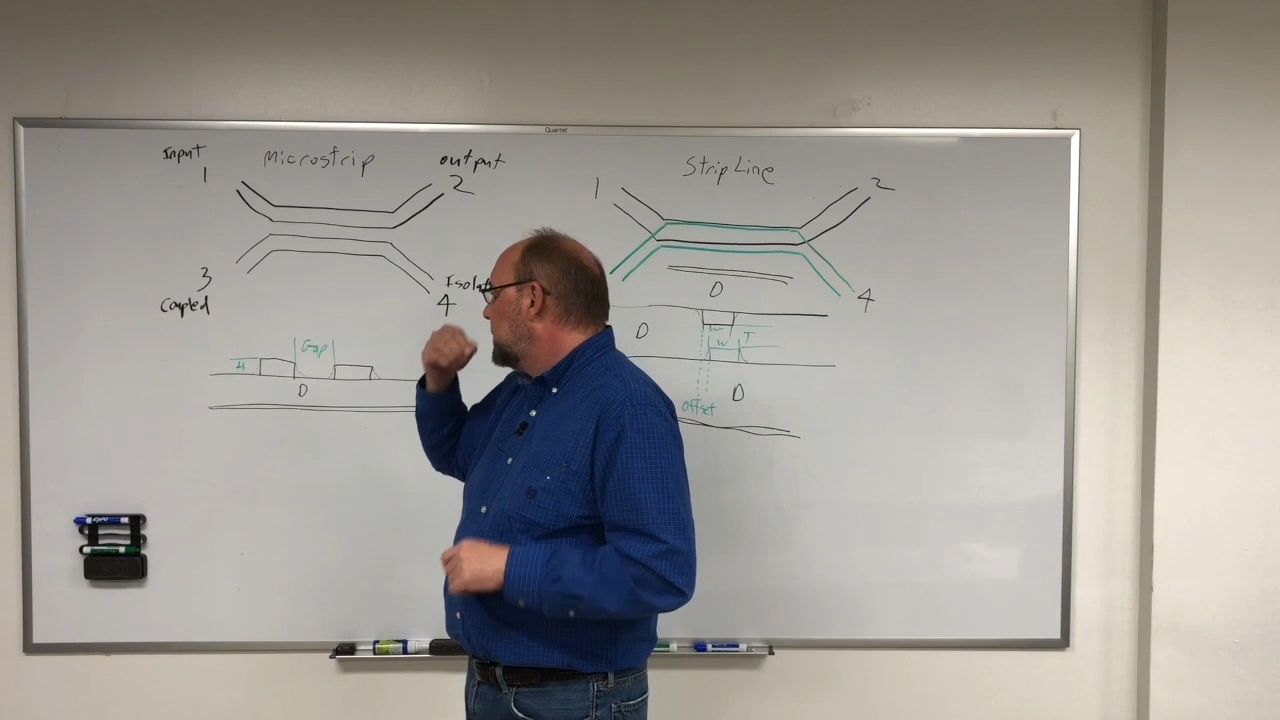 Quartet
Input
Microstrip
output
1
2
3
Coupled
Isolat
4
H
Gap
D
Strip Line
1
2
4
D
D
w
w
T
D
offset
EXPO